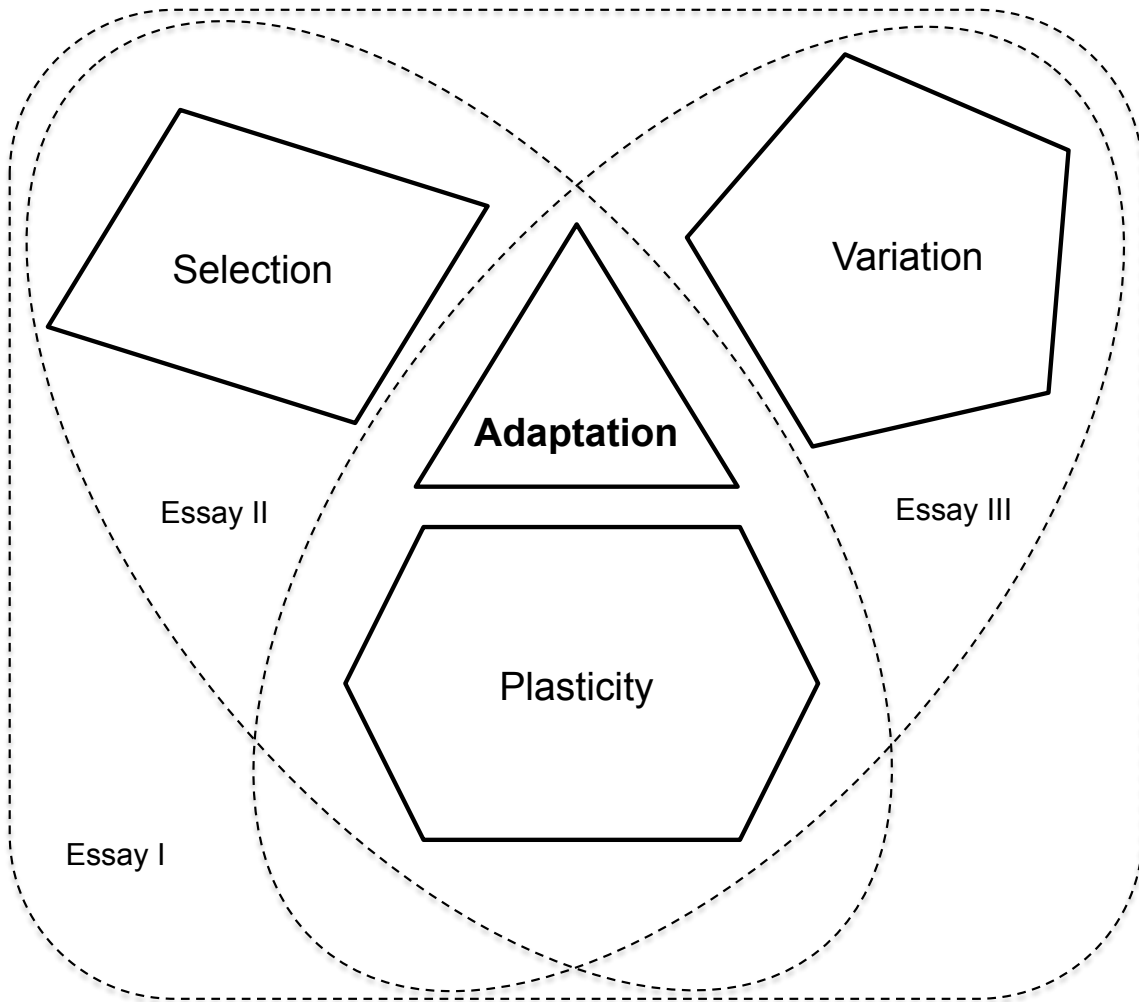 Selection
Variation
Adaptation
Essay II
Essay III
Plasticity
Essay I